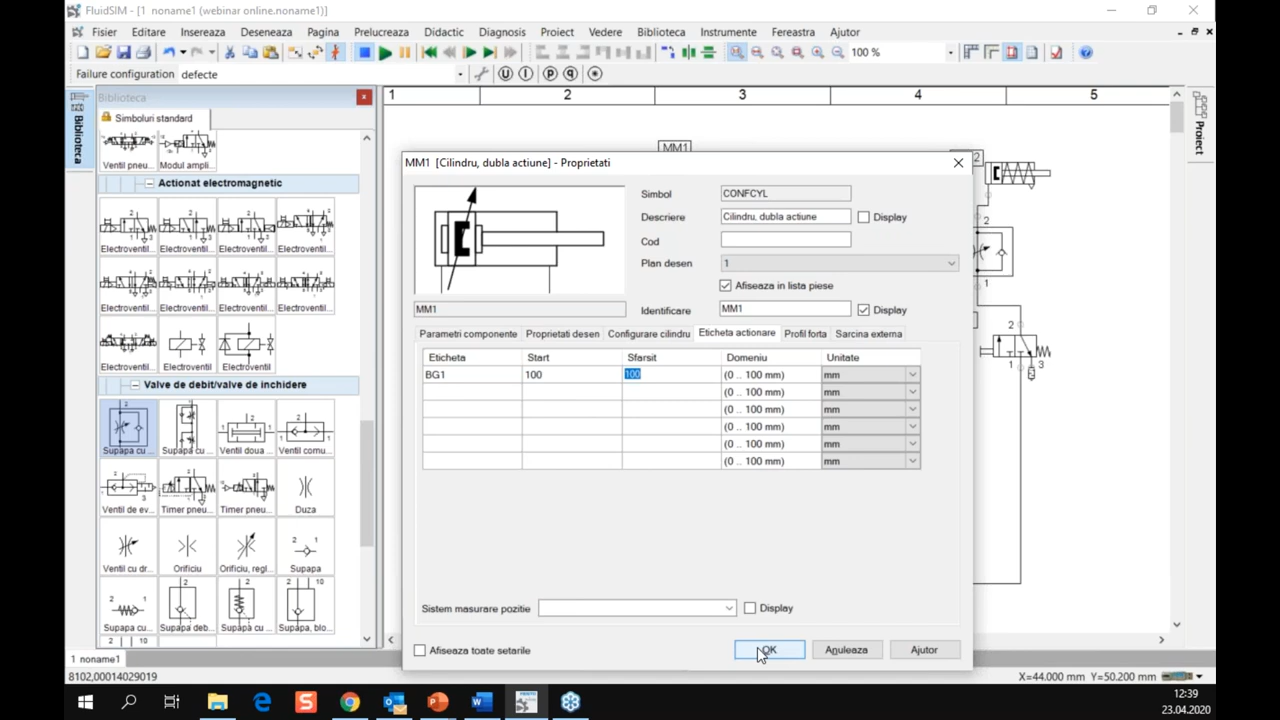 FluidSIM - [1 noname1 (webinar online.noname1)]
Fisier Editare Insereaza Deseneaza Pagina Prelucreaza Didactic Diagnosis Proiect Vedere Biblioteca Instrumente Fereastra Ajutor
100 %
Failure configuration defecte
Biblioteca
Simboluri standard
Biblioteca
Proiect
1 2 3 4 5
Ventil pneu... Modul ampli...
Actionat electromagnetic
Electroventil... Electroventil... Electroventil... Electroventil...
Electroventil... Electroventil... Electroventil... Electroventil...
Electroventil... Electroventil Electroventil
Valve de debit/valve de inchidere
Supapa cu ... Supapa cu ... Ventil doua ... Ventil comu...
Ventil de ev... Timer pneu... Timer pneu... Duza
Ventil cu dr... Orificiu Orificiu, regl... Supapa
Supapa cu... Supapa deb... Supapa cu ... Supapa, blo...
MM1
2
2
1
2
1 3
MM1 [Cilindru, dubla actiune] - Proprietati
Simbol CONFCYL
Descriere Cilindru, dubla actiune Display
Cod
Plan desen 1
Afiseaza in lista piese
MM1 Identificare MM1 Display
Parametri componente Proprietati desen Configurare cilindru Eticheta actionare Profil forta Sarcina externa
Eticheta Start Sfarsit Domeniu Unitate
BG1 100 100 (0 .. 100 mm) mm
(0 .. 100 mm) mm
(0 .. 100 mm) mm
(0 .. 100 mm) mm
(0 .. 100 mm) mm
(0 .. 100 mm) mm
Sistem masurare pozitie Display
Afiseaza toate setarile OK Anuleaza Ajutor
1 noname1
8102,00014029019 X=44.000 mm Y=50.200 mm
12:39
23.04.2020